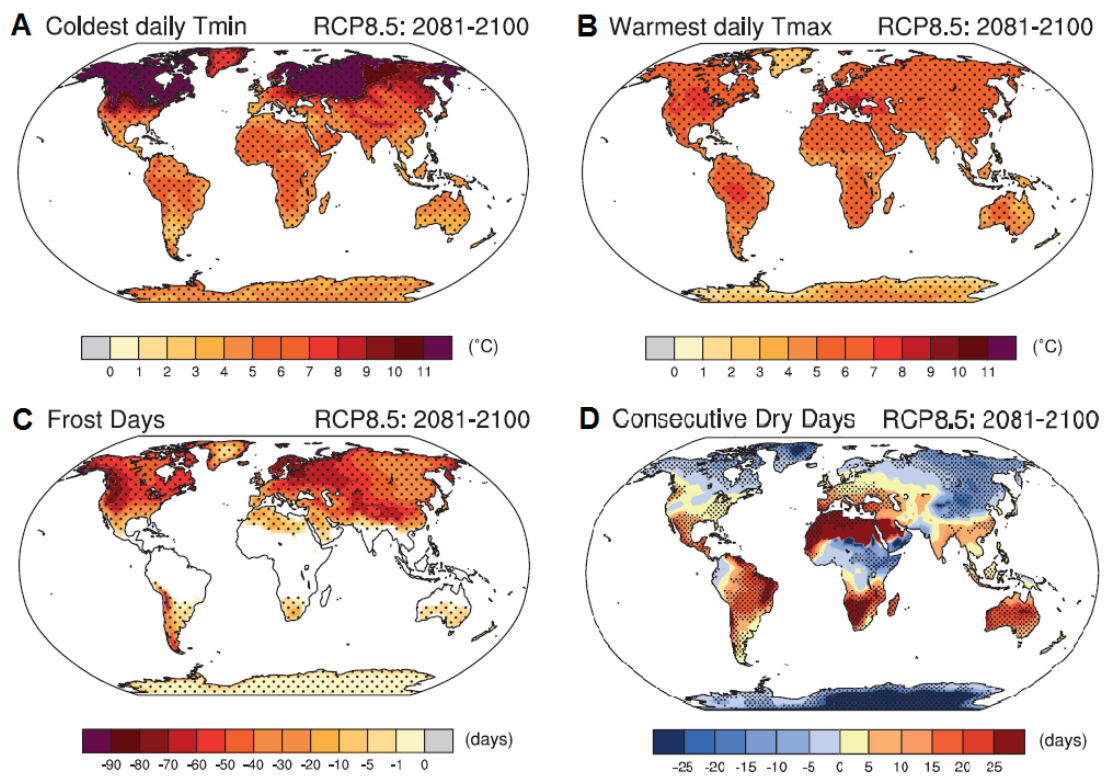 A Coldest daily Tmin RCP8.5: 2081-2100
B Warmest daily Tmax RCP8.5: 2081-2100
0 1 2 3 4 5 6 7 8 9 10 11 (°C)
0 1 2 3 4 5 6 7 8 9 10 11 (°C)
C Frost Days RCP8.5: 2081-2100
D Consecutive Dry Days RCP8.5: 2081-2100
-90 -80 -70 -60 -50 -40 -30 -20 -10 -5 -1 0 (days)
-25 -20 -15 -10 -5 0 5 10 15 20 25 (days)